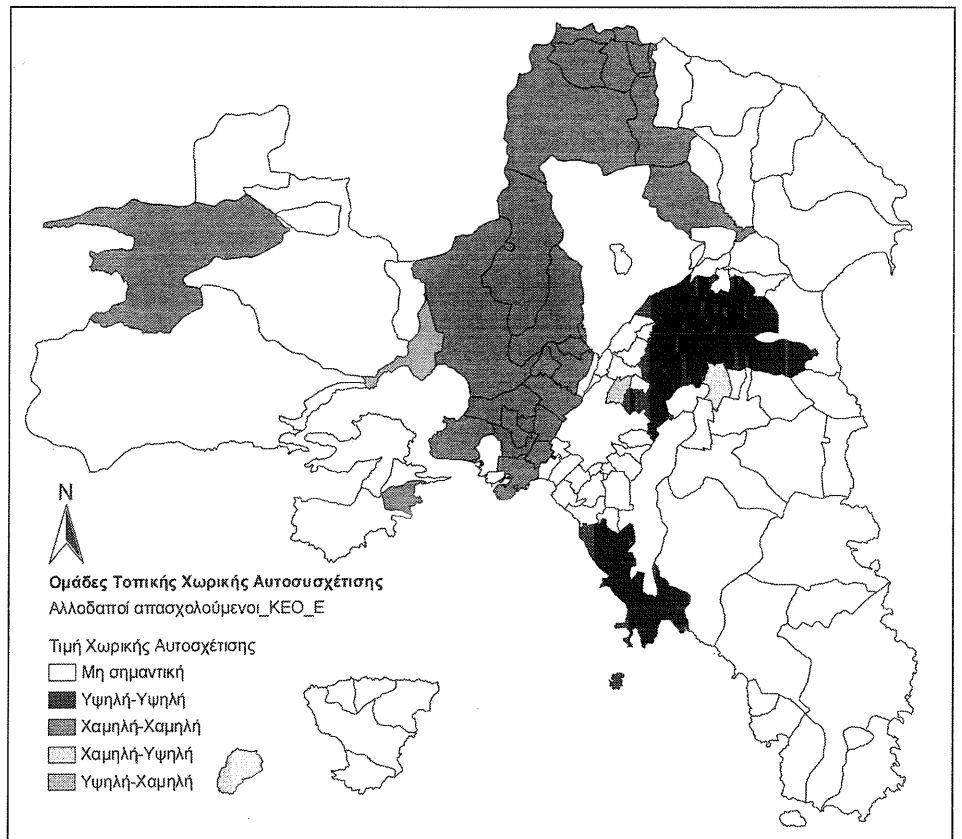 N
Ομάδες Τοπικής Χωρικής Αυτοσυσχέτισης
Αλλοδαποί απασχολούμενοι_ΚΕΟ_Ε
Τιμή Χωρικής Αυτοσχέτισης
Μη σημαντική
Υψηλή-Υψηλή
Χαμηλή-Χαμηλή
Χαμηλή-Υψηλή
Υψηλή-Χαμηλή